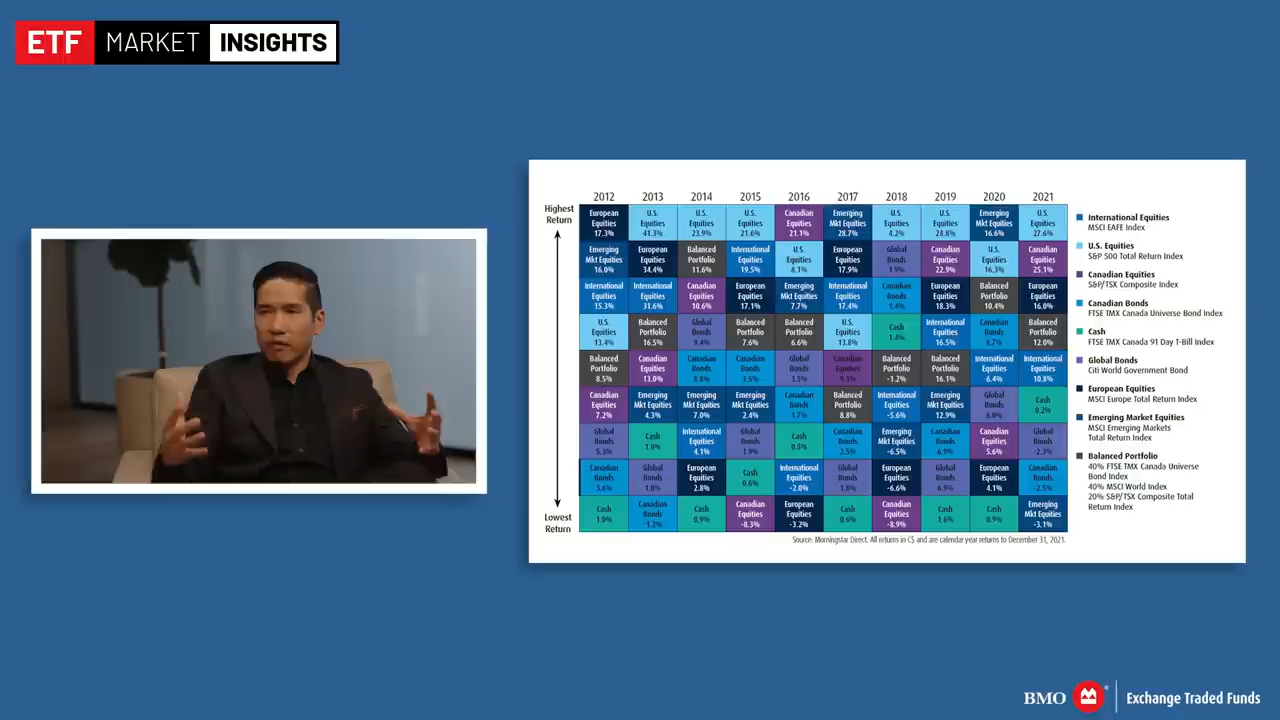 ETF MARKET INSIGHTS
2012 2013 2014 2015 2016 2017 2018 2019 2020 2021
Highest
Return
European
Equities
17.3%
U.S.
Equities
41.3%
U.S.
Equities
23.9%
U.S.
Equities
21.6%
Canadian
Equities
21.1%
Emerging
Mkt Equities
28.7%
U.S.
Equities
4.2%
U.S.
Equities
24.8%
Emerging
Mkt Equities
16.6%
U.S.
Equities
27.6%
Emerging
Mkt Equities
16.0%
European
Equities
34.4%
Balanced
Portfolio
11.6%
International
Equities
19.5%
U.S.
Equities
8.1%
European
Equities
17.9%
Global
Bonds
1.9%
Canadian
Equities
22.9%
U.S.
Equities
16.3%
Canadian
Equities
25.1%
International
Equities
15.3%
International
Equities
31.6%
Canadian
Equities
10.6%
European
Equities
17.1%
Emerging
Mkt Equities
7.7%
International
Equities
17.4%
Canadian
Bonds
1.4%
European
Equities
18.3%
Balanced
Portfolio
10.4%
European
Equities
16.0%
U.S.
Equities
13.4%
Balanced
Portfolio
16.5%
Global
Bonds
9.4%
Balanced
Portfolio
7.6%
Balanced
Portfolio
6.6%
U.S.
Equities
13.8%
Cash
1.4%
International
Equities
16.5%
Canadian
Bonds
8.7%
Balanced
Portfolio
12.0%
Balanced
Portfolio
8.5%
Canadian
Equities
13.0%
Canadian
Bonds
8.8%
Canadian
Bonds
3.5%
Global
Bonds
3.5%
Canadian
Equities
9.1%
Balanced
Portfolio
-1.2%
Balanced
Portfolio
16.1%
International
Equities
6.4%
International
Equities
10.8%
Canadian
Equities
7.2%
Emerging
Mkt Equities
4.3%
Emerging
Mkt Equities
7.0%
Emerging
Mkt Equities
2.4%
Canadian
Bonds
1.7%
Balanced
Portfolio
8.8%
International
Equities
-5.6%
Emerging
Mkt Equities
12.9%
Global
Bonds
6.0%
Cash
0.2%
Global
Bonds
5.3%
Cash
1.0%
International
Equities
4.1%
Global
Bonds
1.9%
Cash
0.5%
Canadian
Bonds
2.5%
Emerging
Mkt Equities
-6.5%
Canadian
Bonds
6.9%
Canadian
Equities
5.6%
Global
Bonds
-2.3%
Canadian
Bonds
3.6%
Global
Bonds
1.0%
European
Equities
2.8%
Cash
0.6%
International
Equities
-2.0%
Global
Bonds
1.8%
European
Equities
-6.6%
Global
Bonds
6.9%
European
Equities
4.1%
Canadian
Bonds
-2.5%
Lowest
Return
Cash
1.0%
Canadian
Bonds
-1.2%
Cash
0.9%
Canadian
Equities
-8.3%
European
Equities
-3.2%
Cash
0.6%
Canadian
Equities
-8.9%
Cash
1.6%
Cash
0.9%
Emerging
Mkt Equities
-3.1%
Source: Morningstar Direct. All returns in C$ and are calendar year returns to December 31, 2021.
International Equities
MSCI EAFE Index
U.S. Equities
S&P 500 Total Return Index
Canadian Equities
S&P/TSX Composite Index
Canadian Bonds
FTSE TMX Canada Universe Bond Index
Cash
FTSE TMX Canada 91 Day T-Bill Index
Global Bonds
Citi World Government Bond
European Equities
MSCI Europe Total Return Index
Emerging Market Equities
MSCI Emerging Markets
Total Return Index
Balanced Portfolio
40% FTSE TMX Canada Universe
Bond Index
40% MSCI World Index
20% S&P/TSX Composite Total
Return Index
BMO ® Exchange Traded Funds